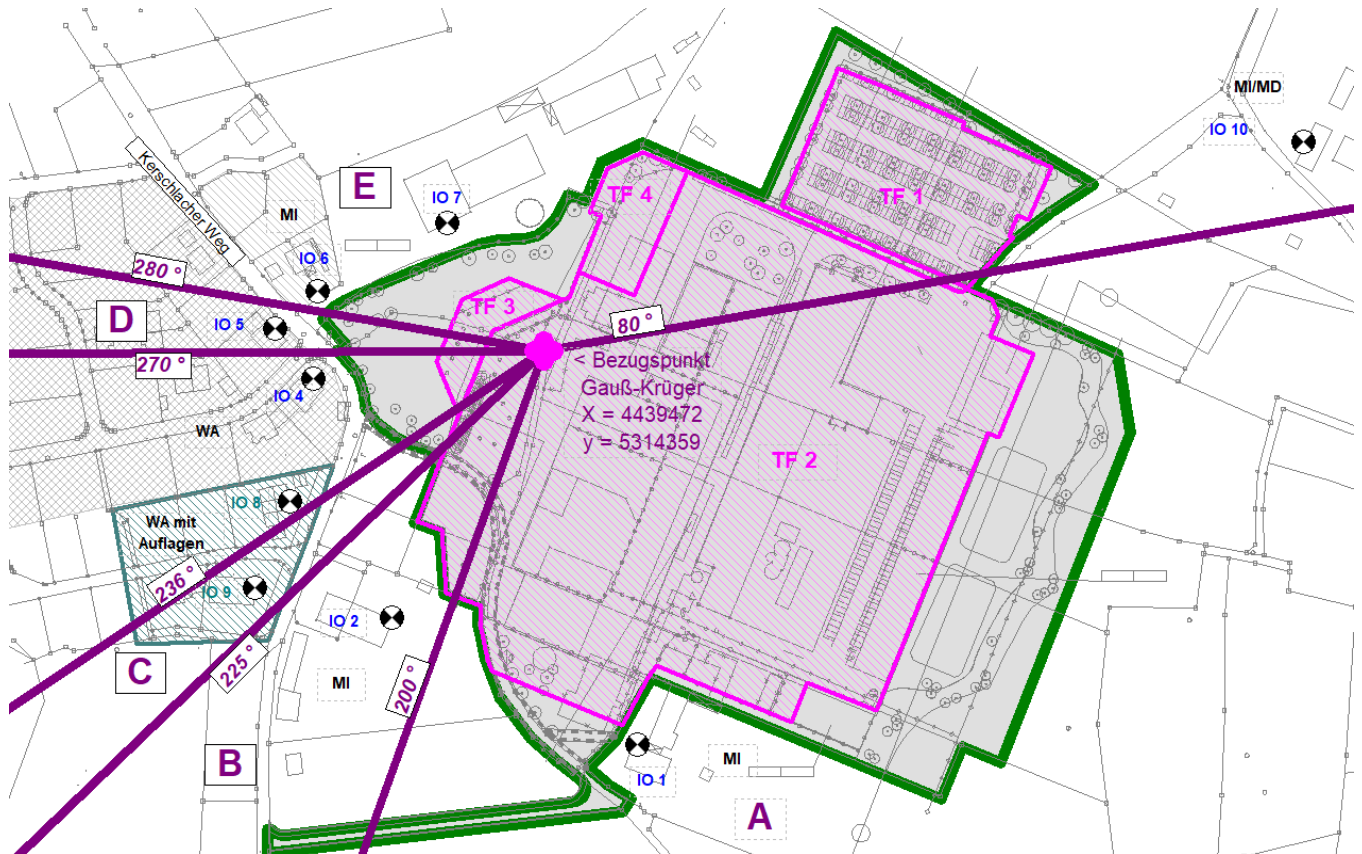 MI/MD
IO 10
E
IO 7
TF 4
TF 1
Kerschlacher Weg
MI
IO 6
280 °
D
IO 5
TF 3
80 °
270 °
< Bezugspunkt
Gauß-Krüger
X = 4439472
y = 5314359
IO 4
WA
TF 2
IO 8
WA mit
Auflagen
236 °
IO 9
IO 2
C
225 °
MI
200 °
B
MI
IO 1
A